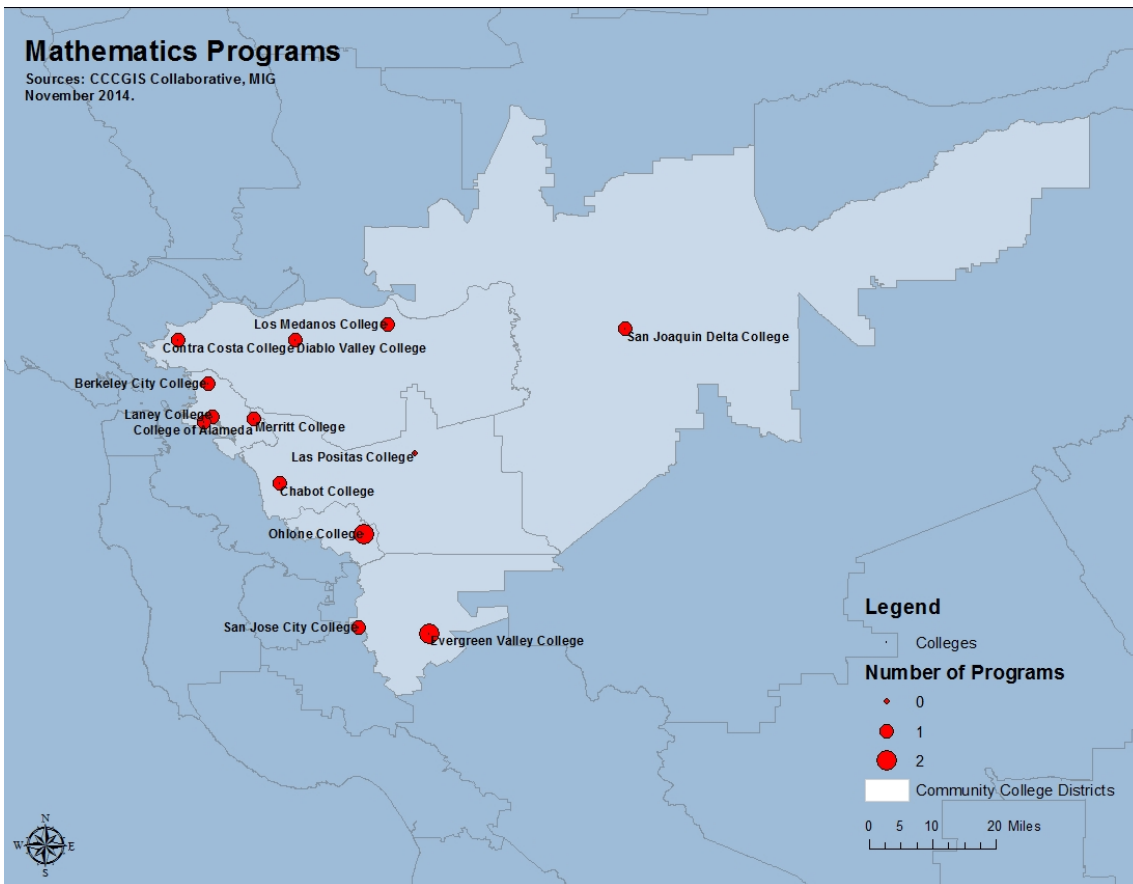 Mathematics Programs
Sources: CCCGIS Collaborative, MIG
November 2014.
Los Medanos College
San Joaquin Delta College
Contra Costa College
Diablo Valley College
Berkeley City College
Laney College
College of Alameda
Merritt College
Las Positas College
Chabot College
Ohlone College
San Jose City College
Evergreen Valley College
Legend
Colleges
Number of Programs
0
1
2
Community College Districts
0 5 10 20 Miles
N
W E
S